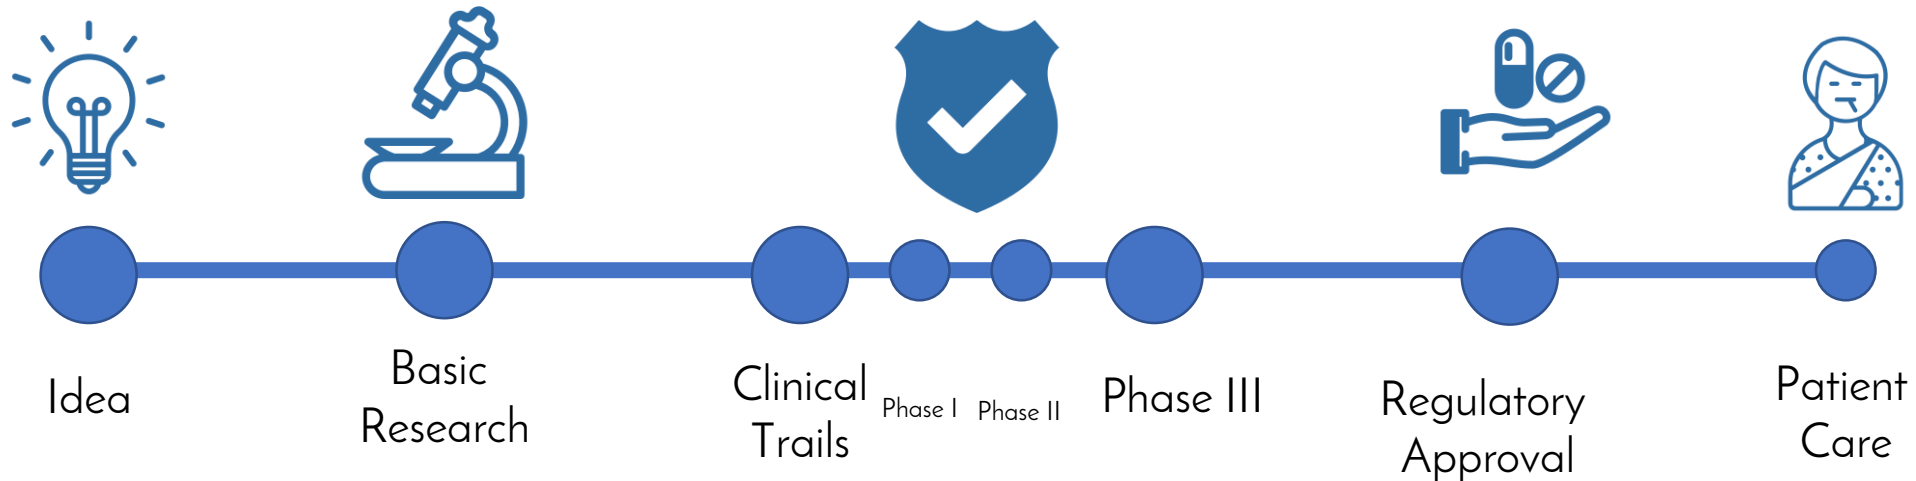 Idea
Basic
Research
Clinical
Trails
Phase I
Phase II
Phase III
Regulatory
Approval
Patient
Care